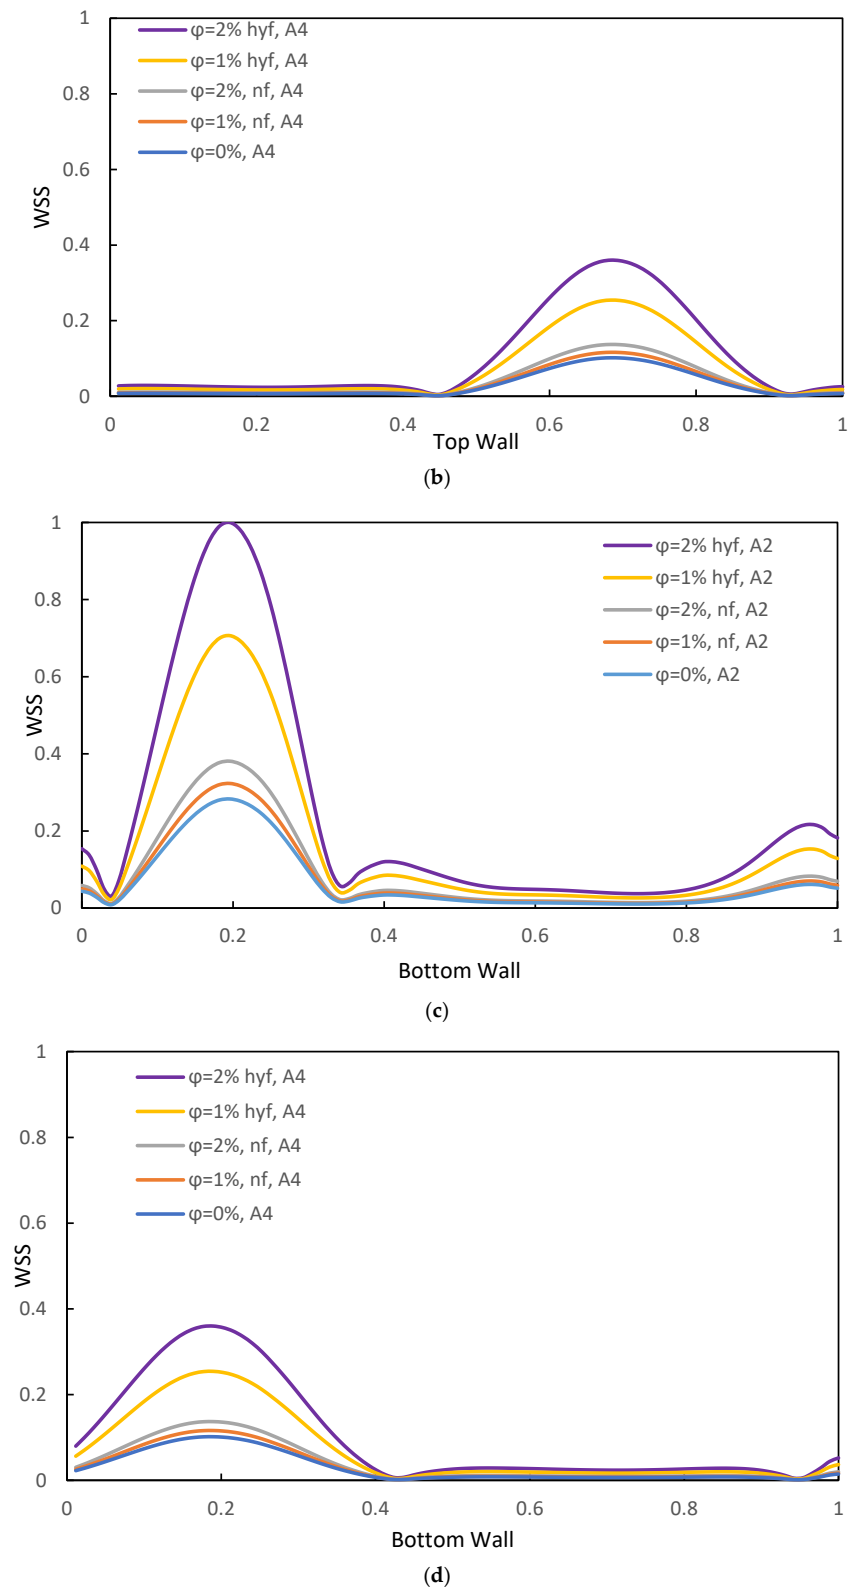 1
0.8
0.6
0.4
0.2
0
WSS
φ=2% hyf, A4
φ=1% hyf, A4
φ=2%, nf, A4
φ=1%, nf, A4
φ=0%, A4
0 0.2 0.4 0.6 0.8 1
Top Wall
(b)
1
0.8
0.6
0.4
0.2
0
WSS
φ=2% hyf, A2
φ=1% hyf, A2
φ=2%, nf, A2
φ=1%, nf, A2
φ=0%, A2
0 0.2 0.4 0.6 0.8 1
Bottom Wall
(c)
1
0.8
0.6
0.4
0.2
0
WSS
φ=2% hyf, A4
φ=1% hyf, A4
φ=2%, nf, A4
φ=1%, nf, A4
φ=0%, A4
0 0.2 0.4 0.6 0.8 1
Bottom Wall
(d)